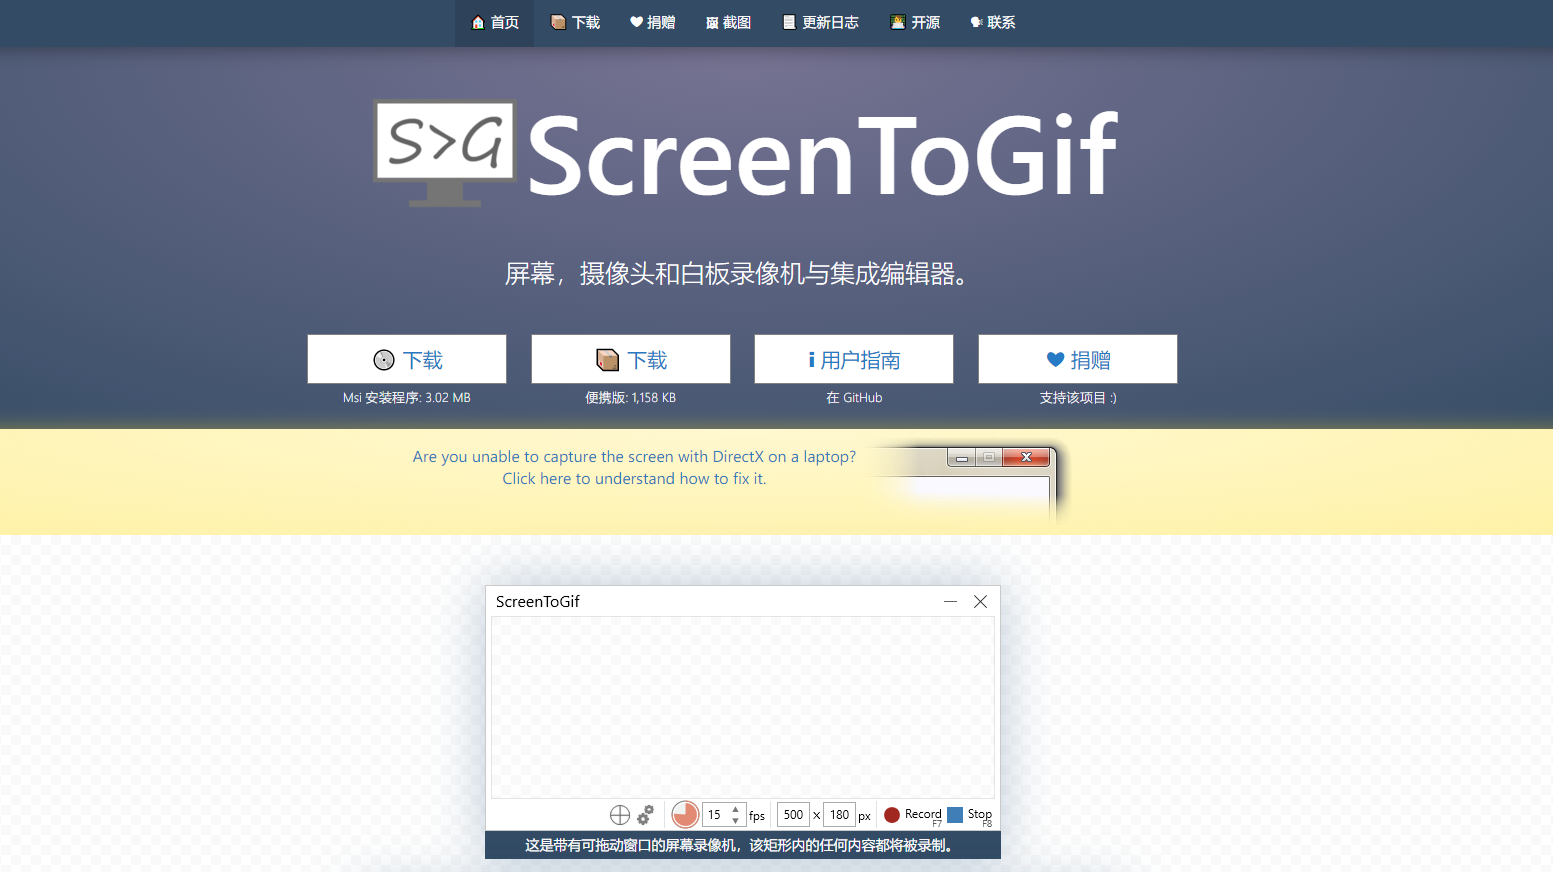 首页 下载 捐赠 截图 更新日志 开源 联系
S>G ScreenToGif
屏幕，摄像头和白板录像机与集成编辑器。
下载 下载 用户指南 捐赠
Msi 安装程序: 3.02 MB 便携版: 1,158 KB 在 GitHub 支持该项目 :)
Are you unable to capture the screen with DirectX on a laptop?
Click here to understand how to fix it.
ScreenToGif
15 fps 500 x 180 px Record F7 Stop F8
这是带有可拖动窗口的屏幕录像机，该矩形内的任何内容都将被录制。